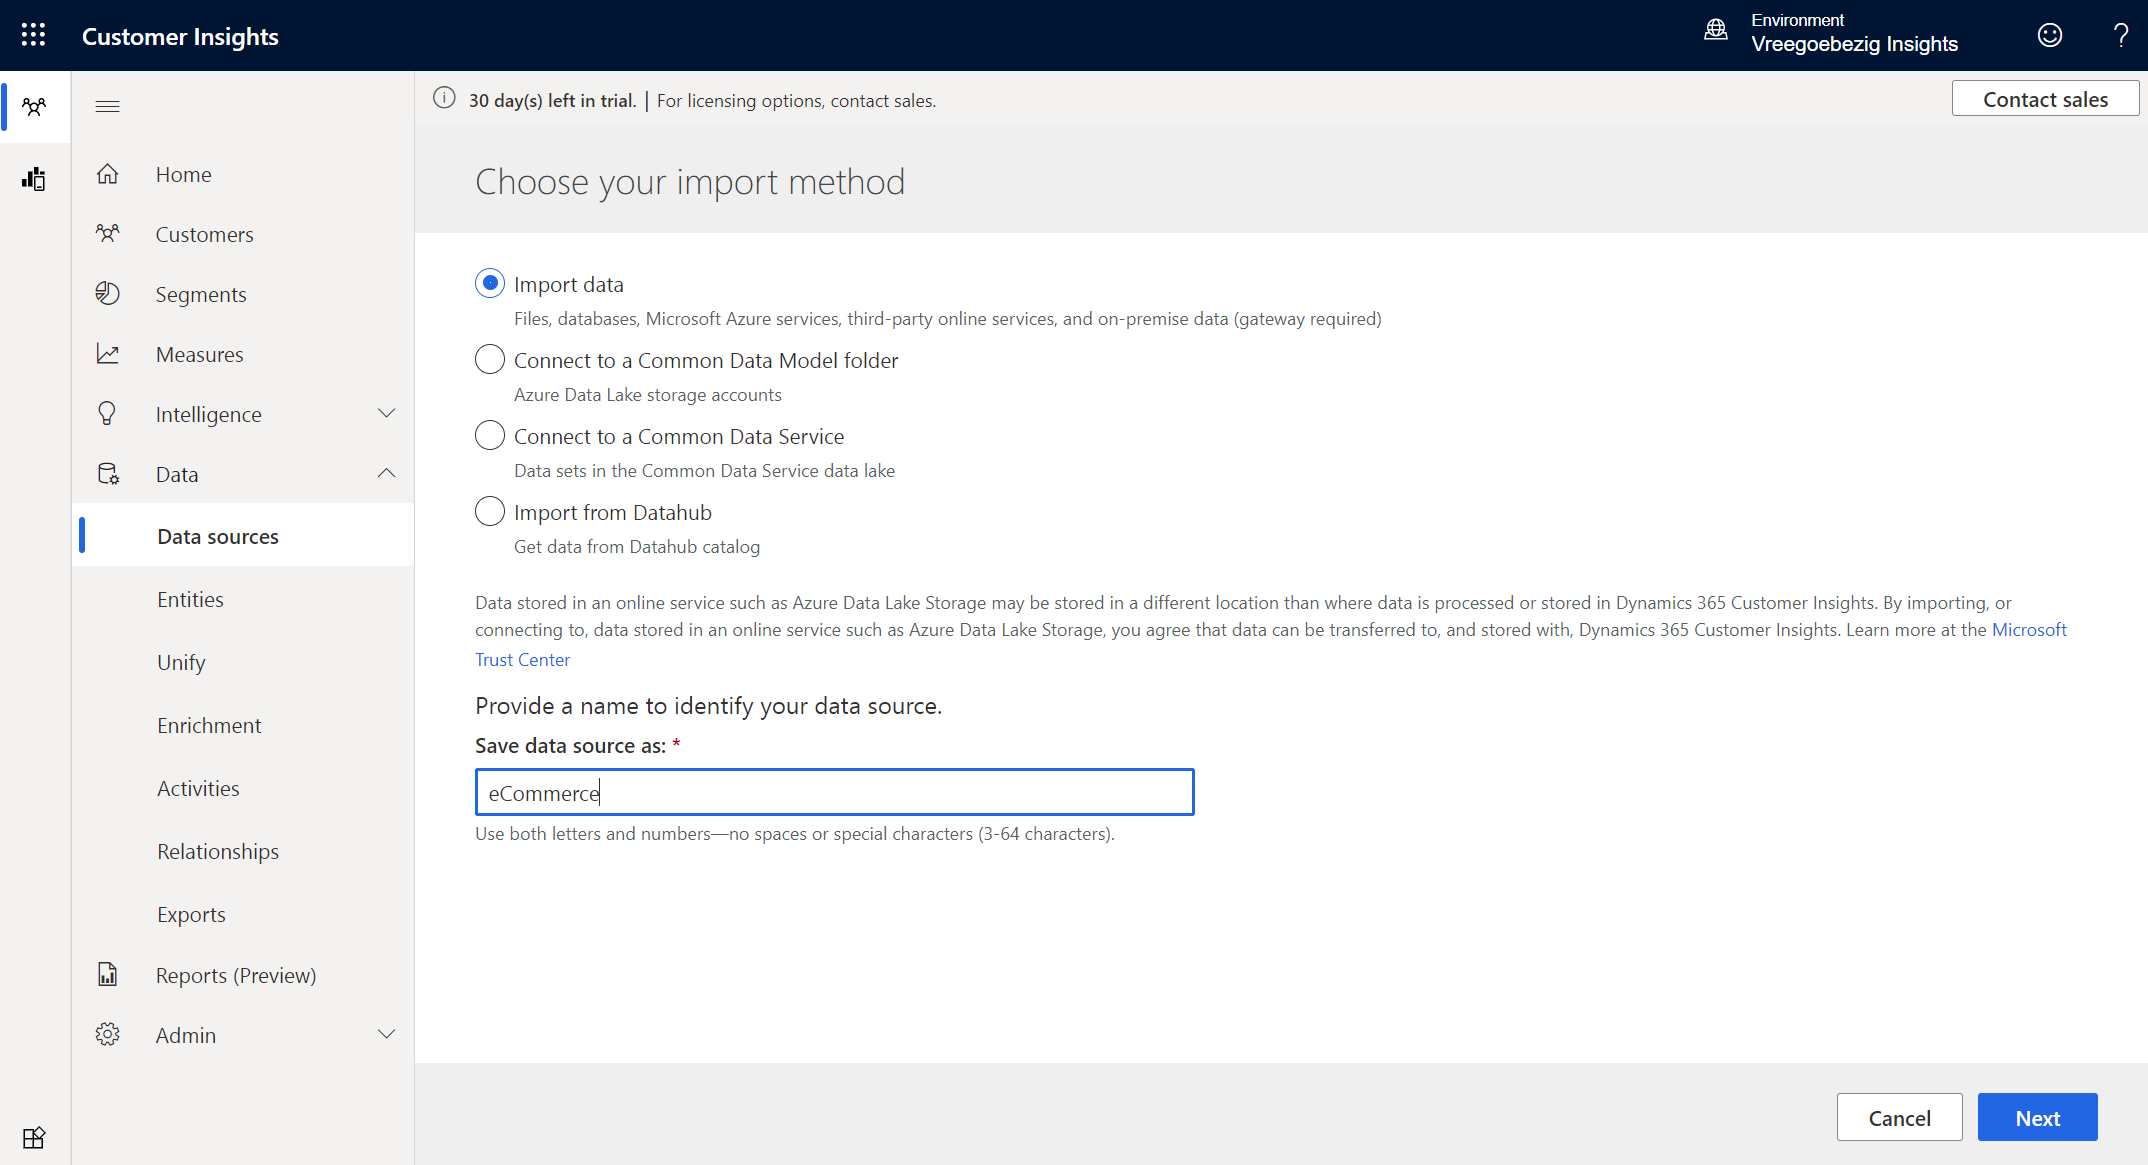 Customer Insights
Environment
Vreegoebezig Insights
?
30 day(s) left in trial. | For licensing options, contact sales.
Contact sales
Home
Customers
Segments
Measures
Intelligence
Data
Data sources
Entities
Unify
Enrichment
Activities
Relationships
Exports
Reports (Preview)
Admin
Choose your import method
Import data
Files, databases, Microsoft Azure services, third-party online services, and on-premise data (gateway required)
Connect to a Common Data Model folder
Azure Data Lake storage accounts
Connect to a Common Data Service
Data sets in the Common Data Service data lake
Import from Datahub
Get data from Datahub catalog
Data stored in an online service such as Azure Data Lake Storage may be stored in a different location than where data is processed or stored in Dynamics 365 Customer Insights. By importing, or
connecting to, data stored in an online service such as Azure Data Lake Storage, you agree that data can be transferred to, and stored with, Dynamics 365 Customer Insights. Learn more at the Microsoft
Trust Center
Provide a name to identify your data source.
Save data source as: *
eCommerce
Use both letters and numbers—no spaces or special characters (3-64 characters).
Cancel
Next